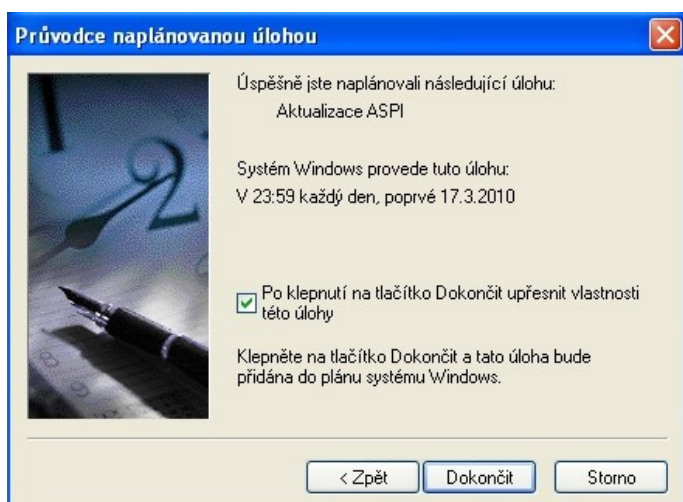 Průvodce naplánovanou úlohou
Úspěšně jste naplánovali následující úlohu:
Aktualizace ASPI
Systém Windows provede tuto úlohu:
V 23:59 každý den, poprvé 17.3.2010
Po klepnutí na tlačítko Dokončit upřesnit vlastnosti
této úlohy
Klepněte na tlačítko Dokončit a tato úloha bude
přidána do plánu systému Windows.
< Zpět
Dokončit
Storno